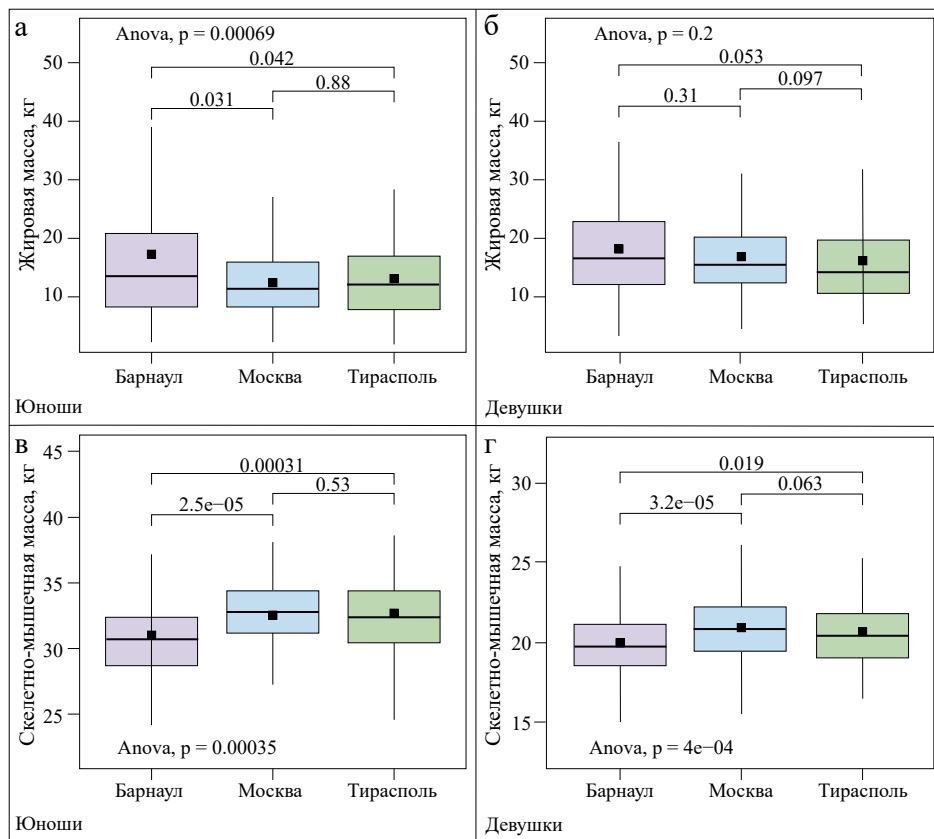 а
Anova, p = 0.00069
0.042
0.031
0.88
Жировая масса, кг
50
40
30
20
10
Барнаул Москва Тирасполь
Юноши
б
Anova, p = 0.2
0.053
0.31
0.097
Жировая масса, кг
50
40
30
20
10
Барнаул Москва Тирасполь
Девушки
в
0.00031
2.5e−05
0.53
Скелетно-мышечная масса, кг
45
40
35
30
25
Anova, p = 0.00035
Барнаул Москва Тирасполь
Юноши
г
0.019
3.2e−05
0.063
Скелетно-мышечная масса, кг
30
25
20
15
Anova, p = 4e−04
Барнаул Москва Тирасполь
Девушки